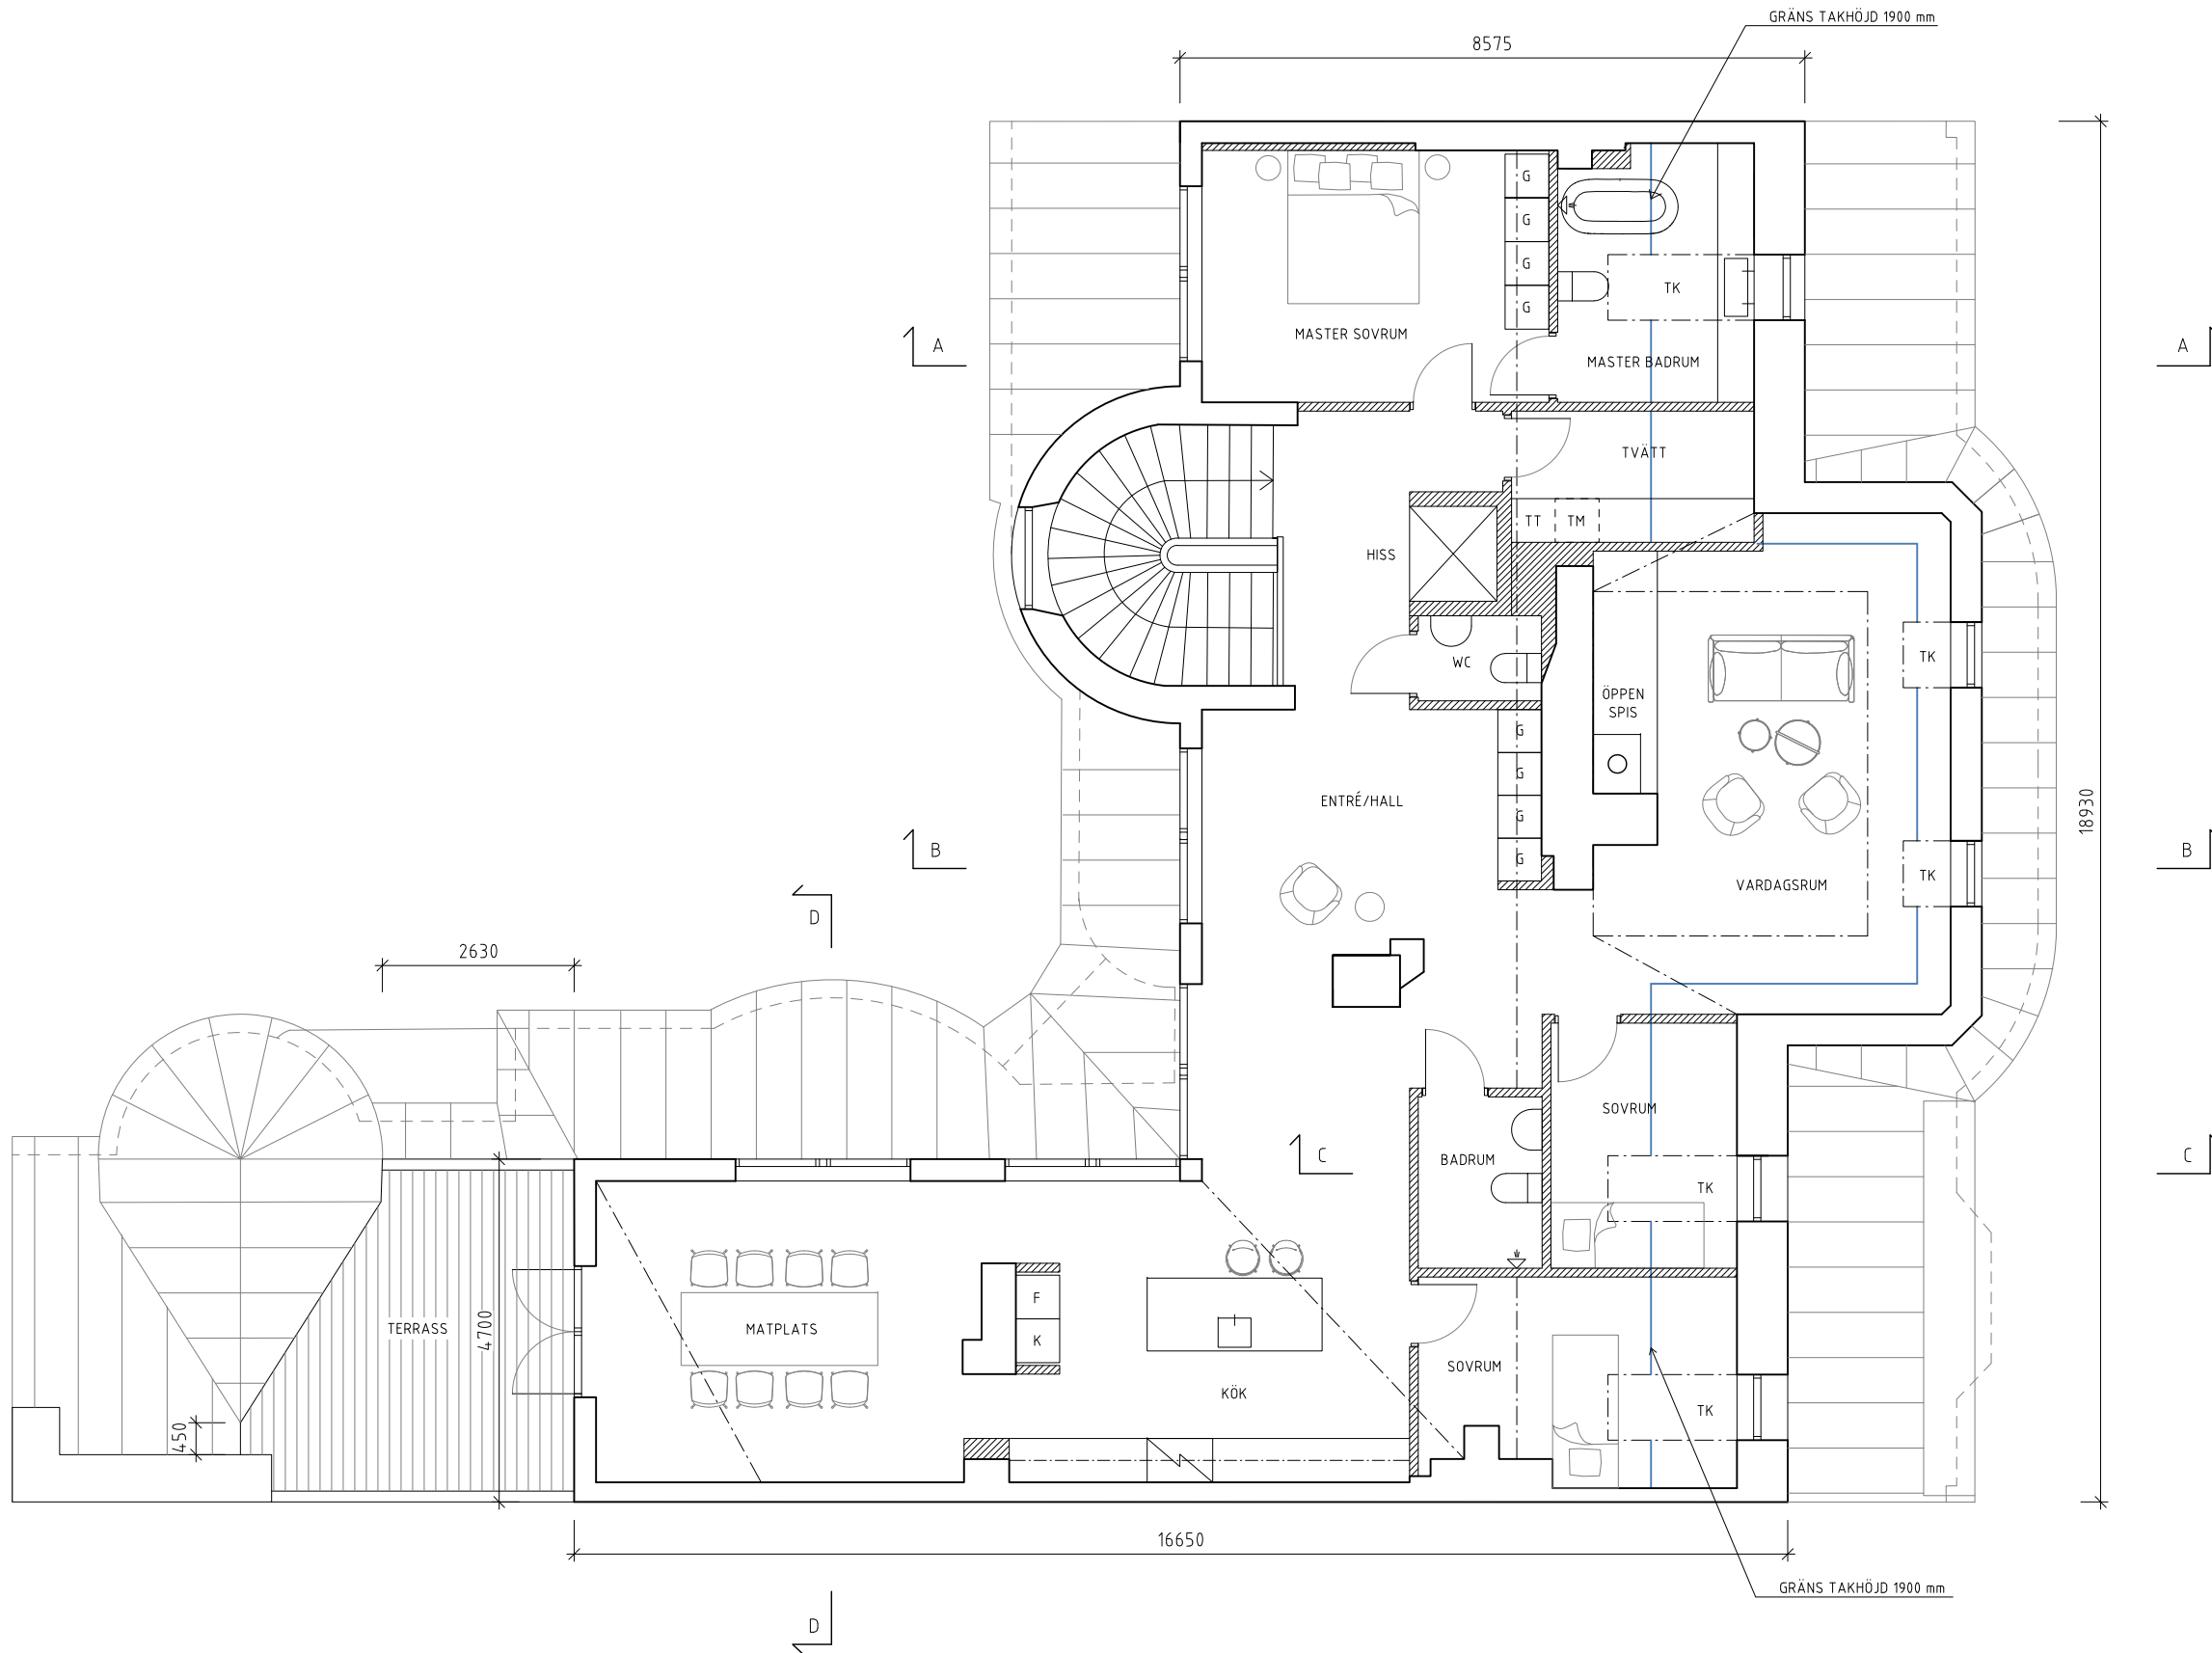 GRÄNS TAKHÖJD 1900 mm
8575
G
G
G
G
TK
MASTER SOVRUM
MASTER BADRUM
A
A
TVÄTT
TT
TM
HISS
WC
TK
ÖPPEN
SPIS
G
G
G
G
ENTRÉ/HALL
18930
B
B
VARDAGSRUM
TK
D
2630
SOVRUM
BADRUM
C
C
TK
F
K
TERRASS
4700
MATPLATS
SOVRUM
KÖK
TK
450
16650
GRÄNS TAKHÖJD 1900 mm
D